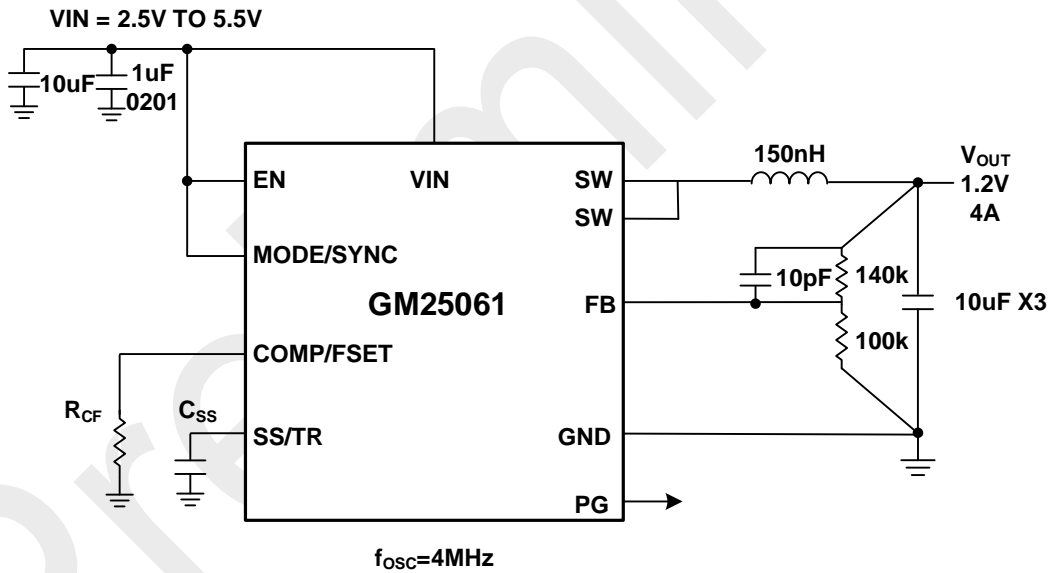 VIN = 2.5V TO 5.5V
10uF
1uF
0201
150nH
VOUT
1.2V
4A
EN
VIN
SW
SW
MODE/SYNC
GM25061
10pF
140k
FB
10uF X3
100k
COMP/FSET
RCF
CSS
SS/TR
GND
PG
fOSC=4MHz